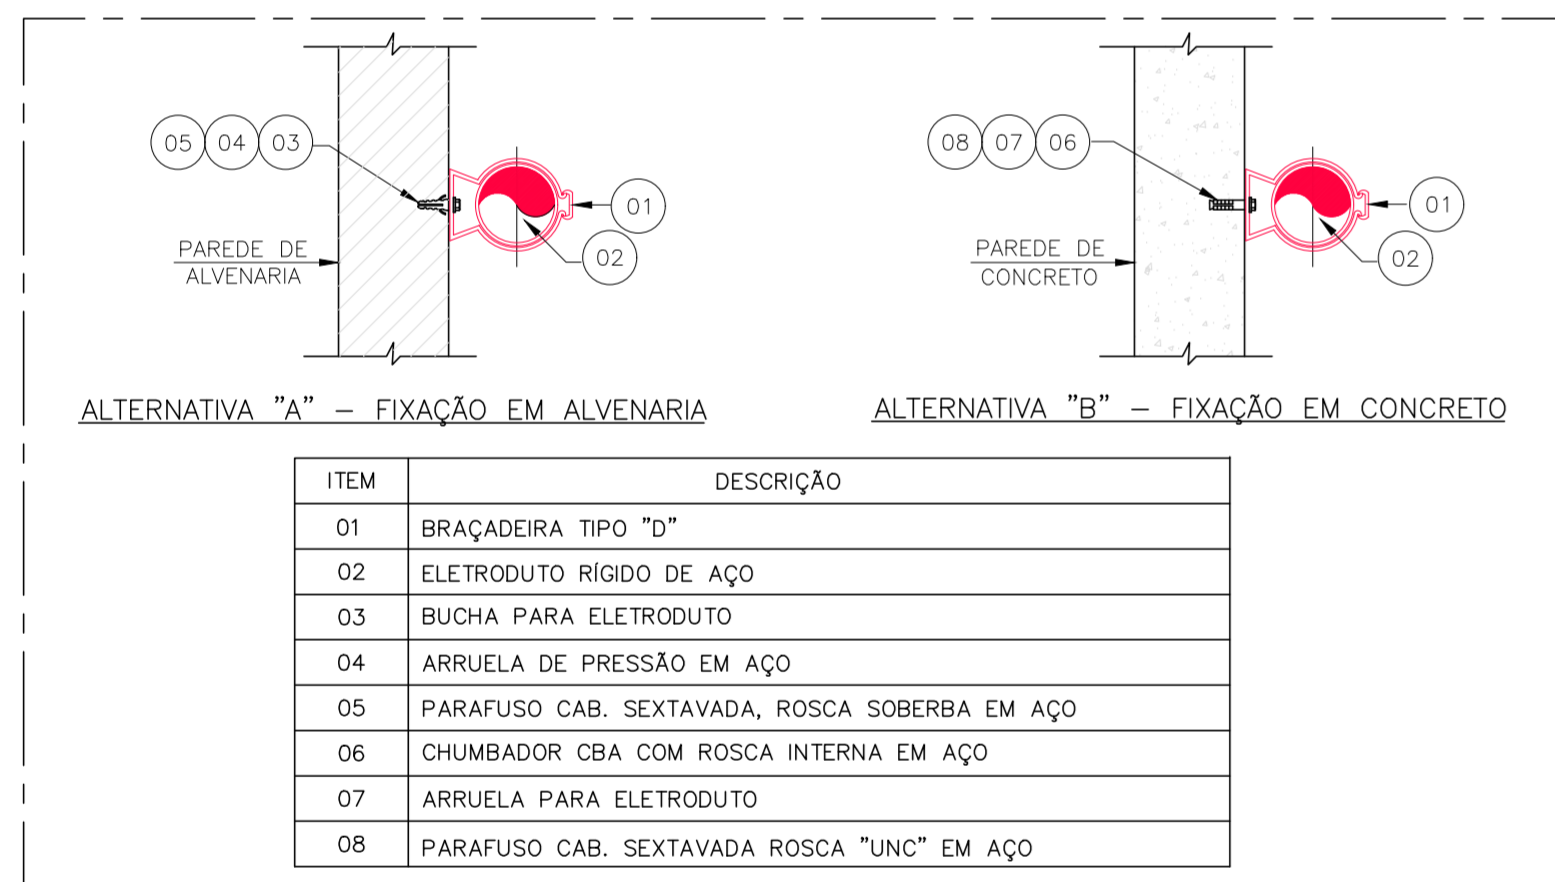 05 04 03
01
02
PAREDE DE
ALVENARIA
ALTERNATIVA "A" – FIXAÇÃO EM ALVENARIA
08 07 06
01
02
PAREDE DE
CONCRETO
ALTERNATIVA "B" – FIXAÇÃO EM CONCRETO
ITEM DESCRIÇÃO
01 BRAÇADEIRA TIPO "D"
02 ELETRODUTO RÍGIDO DE AÇO
03 BUCHA PARA ELETRODUTO
04 ARRUELA DE PRESSÃO EM AÇO
05 PARAFUSO CAB. SEXTAVADA, ROSCA SOBERBA EM AÇO
06 CHUMBADOR CBA COM ROSCA INTERNA EM AÇO
07 ARRUELA PARA ELETRODUTO
08 PARAFUSO CAB. SEXTAVADA ROSCA "UNC" EM AÇO